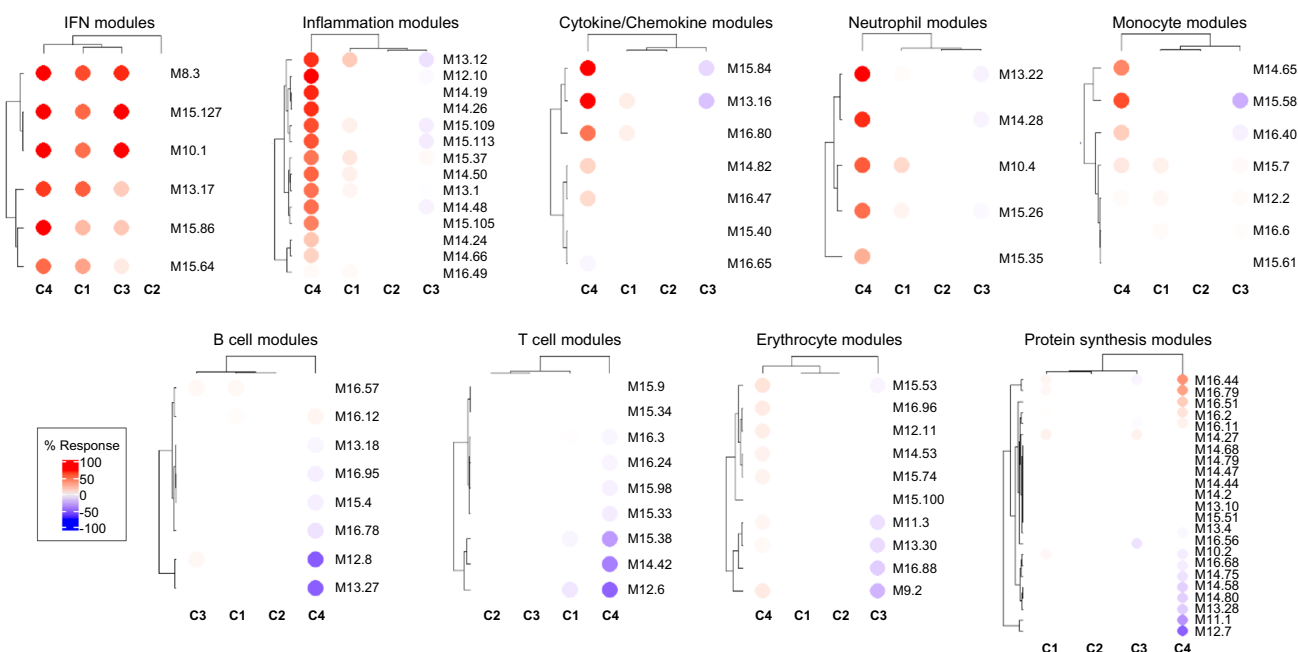 IFN modules
M8.3
M15.127
M10.1
M13.17
M15.86
M15.64
C4 C1 C3 C2
Inflammation modules
M13.12
M12.10
M14.19
M14.26
M15.109
M15.113
M15.37
M14.50
M13.1
M14.48
M15.105
M14.24
M14.66
M16.49
C4 C1 C2 C3
Cytokine/Chemokine modules
M15.84
M13.16
M16.80
M14.82
M16.47
M15.40
M16.65
C4 C1 C2 C3
Neutrophil modules
M13.22
M14.28
M10.4
M15.26
M15.35
C4 C1 C2 C3
Monocyte modules
M14.65
M15.58
M16.40
M15.7
M12.2
M16.6
M15.61
C4 C1 C2 C3
% Response
100
50
0
-50
-100
B cell modules
M16.57
M16.12
M13.18
M16.95
M15.4
M16.78
M12.8
M13.27
C3 C1 C2 C4
T cell modules
M15.9
M15.34
M16.3
M16.24
M15.98
M15.33
M15.38
M14.42
M12.6
C2 C3 C1 C4
Erythrocyte modules
M15.53
M16.96
M12.11
M14.53
M15.74
M15.100
M11.3
M13.30
M16.88
M9.2
C4 C1 C2 C3
Protein synthesis modules
M16.44
M16.79
M16.51
M16.2
M16.11
M14.27
M14.68
M14.79
M14.47
M14.44
M14.2
M13.10
M15.51
M13.4
M16.56
M10.2
M16.68
M14.75
M14.58
M14.80
M13.28
M11.1
M12.7
C1 C2 C3 C4